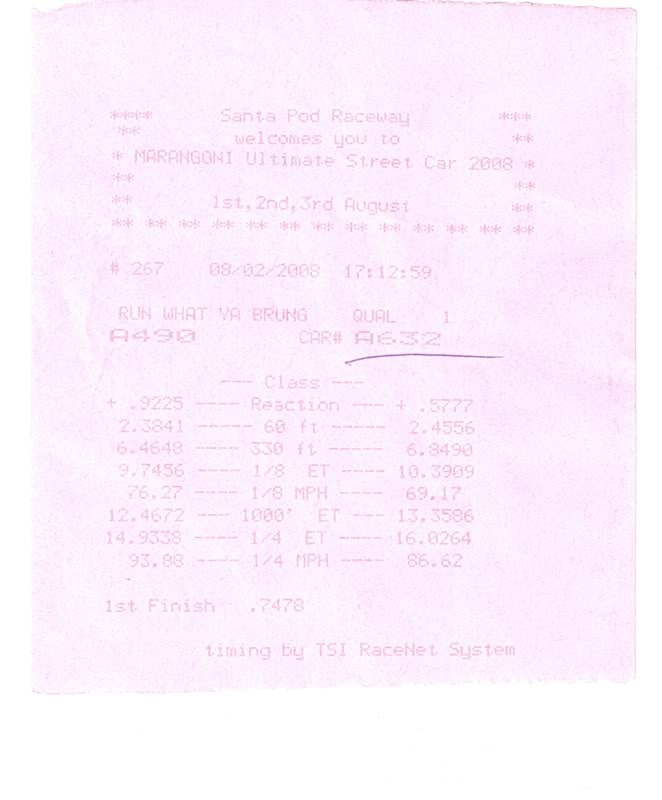 **** Santa Pod Raceway ***
** welcomes you to **
* MARANGONI Ultimate Street Car 2008 *
** **
** 1st,2nd,3rd August **
** ** ** ** ** ** ** ** ** ** ** ** ** **
# 267 08/02/2008 17:12:59
RUN WHAT YA BRUNG QUAL 1
A490 CAR# A632
--- Class ---
+ .9225 ---- Reaction --- + .5777
2.3841 ----- 60 ft ----- 2.4556
6.4648 ---- 330 ft ----- 6.8490
9.7456 ---- 1/8 ET ----- 10.3909
76.27 ---- 1/8 MPH ---- 69.17
12.4672 --- 1000' ET --- 13.3586
14.9338 ---- 1/4 ET ---- 16.0264
93.88 ---- 1/4 MPH ---- 86.62
1st Finish .7478
timing by TSI RaceNet System